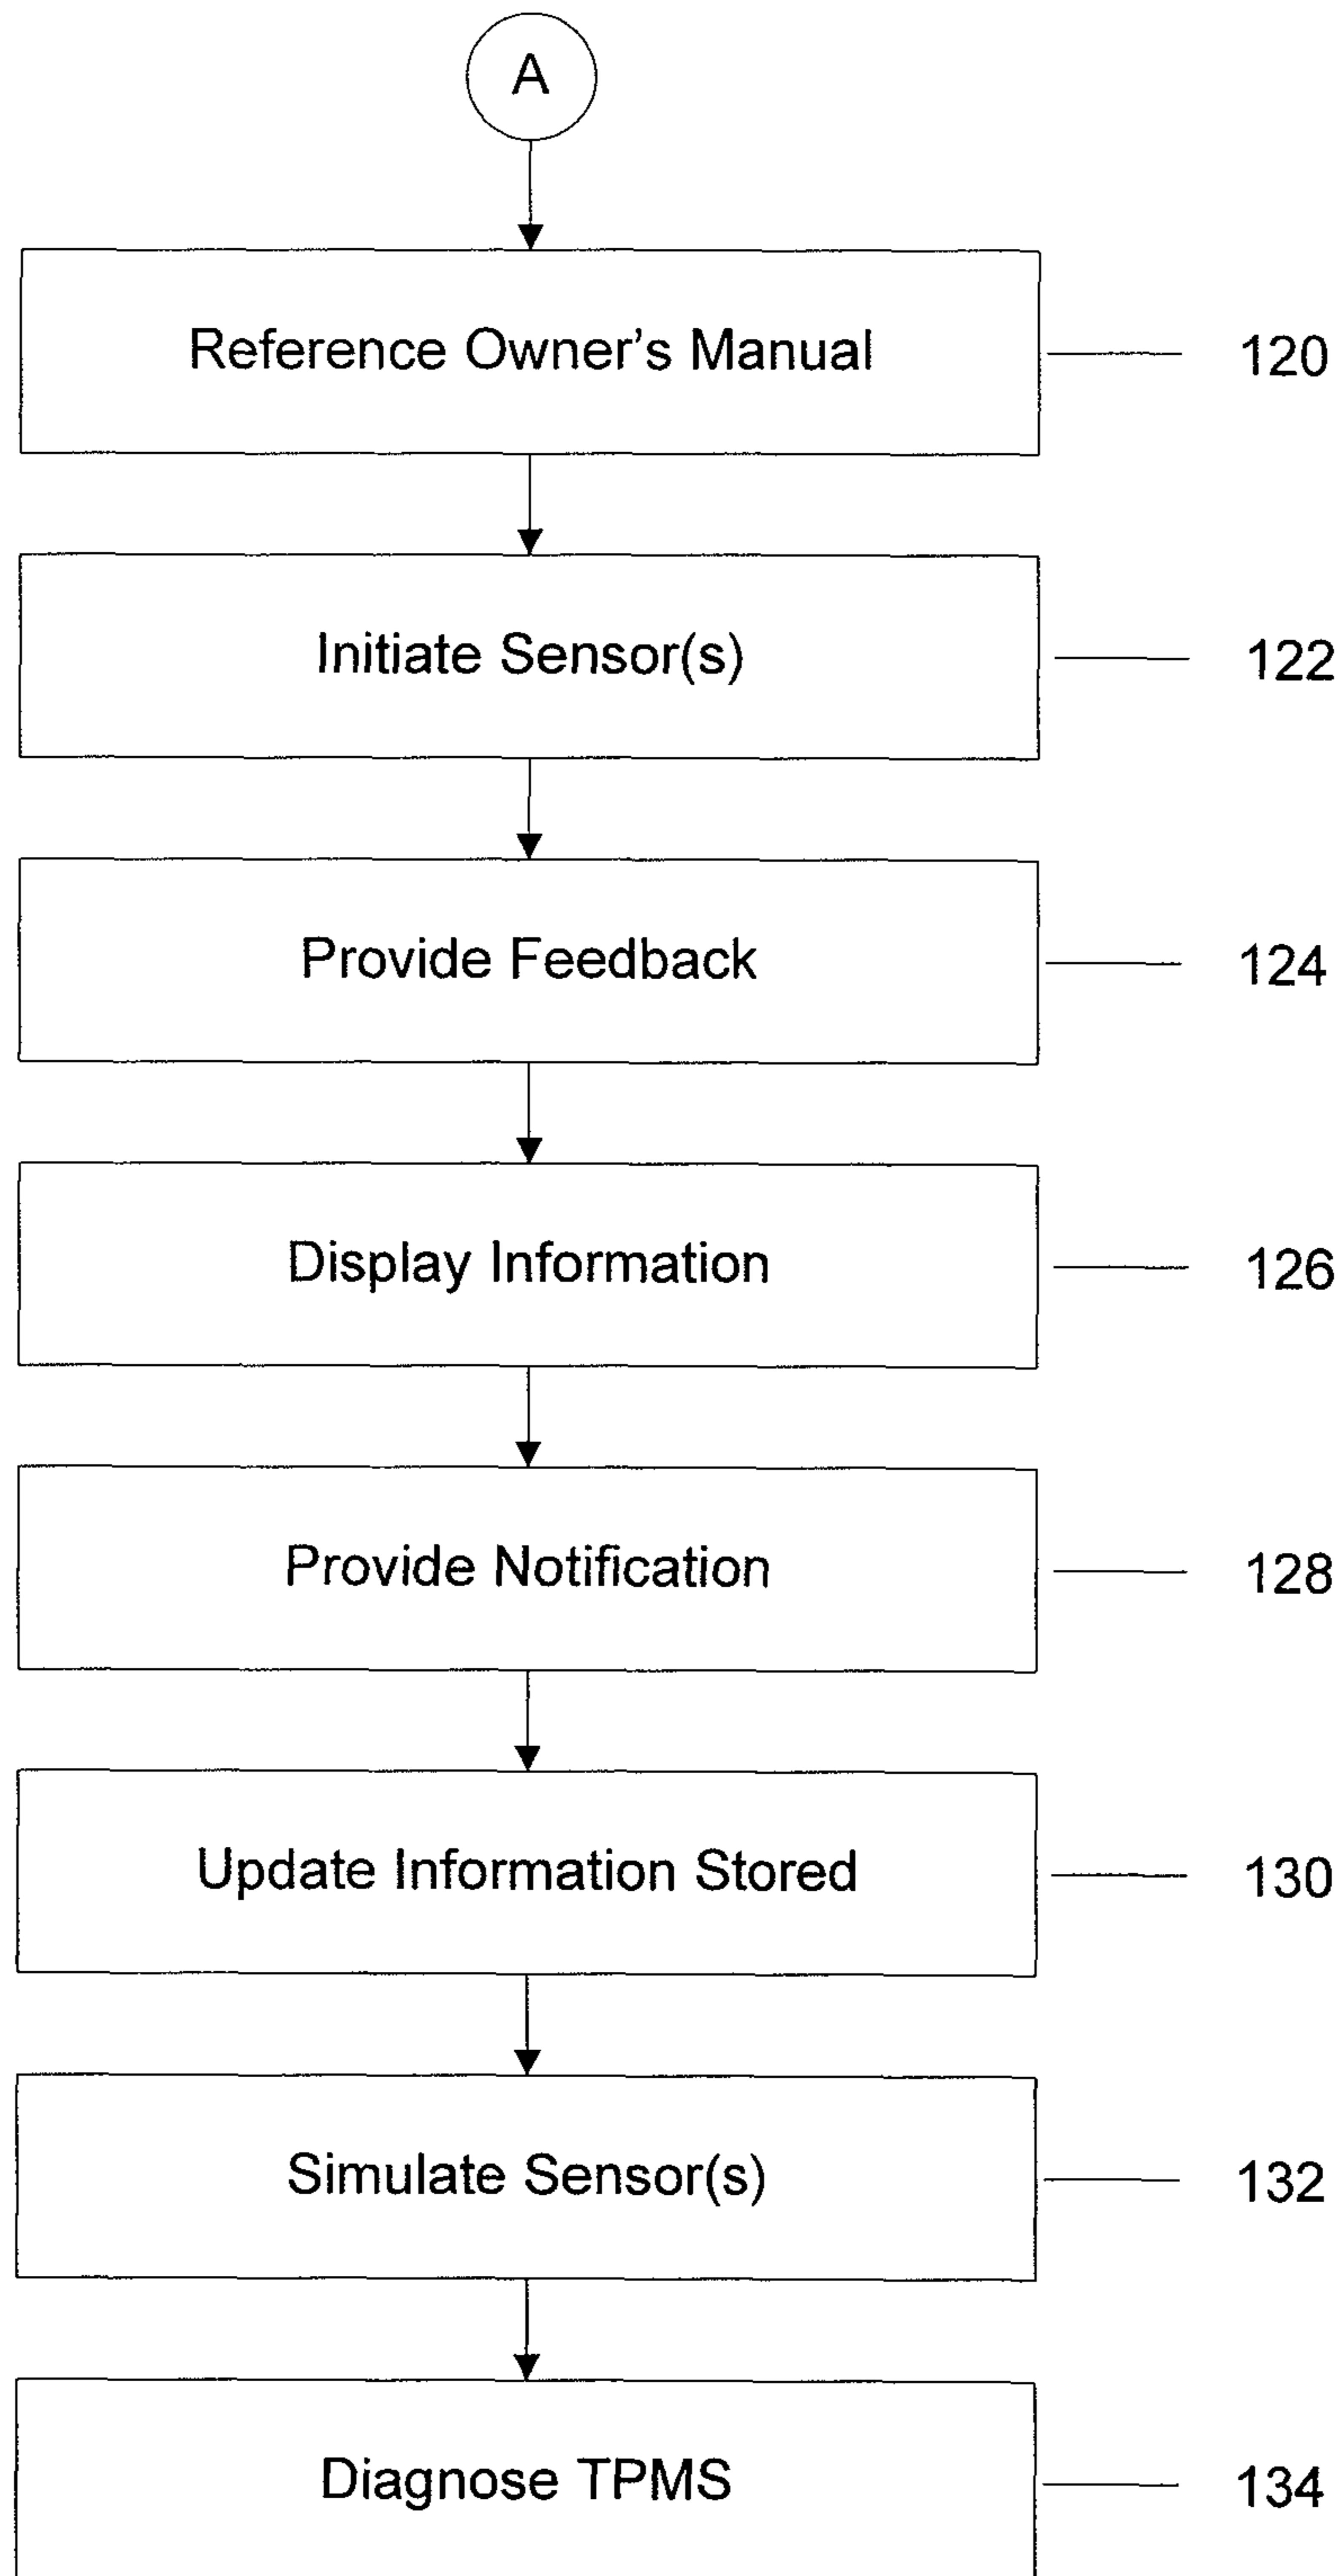 A
Reference Owner's Manual 120
Initiate Sensor(s) 122
Provide Feedback 124
Display Information 126
Provide Notification 128
Update Information Stored 130
Simulate Sensor(s) 132
Diagnose TPMS 134